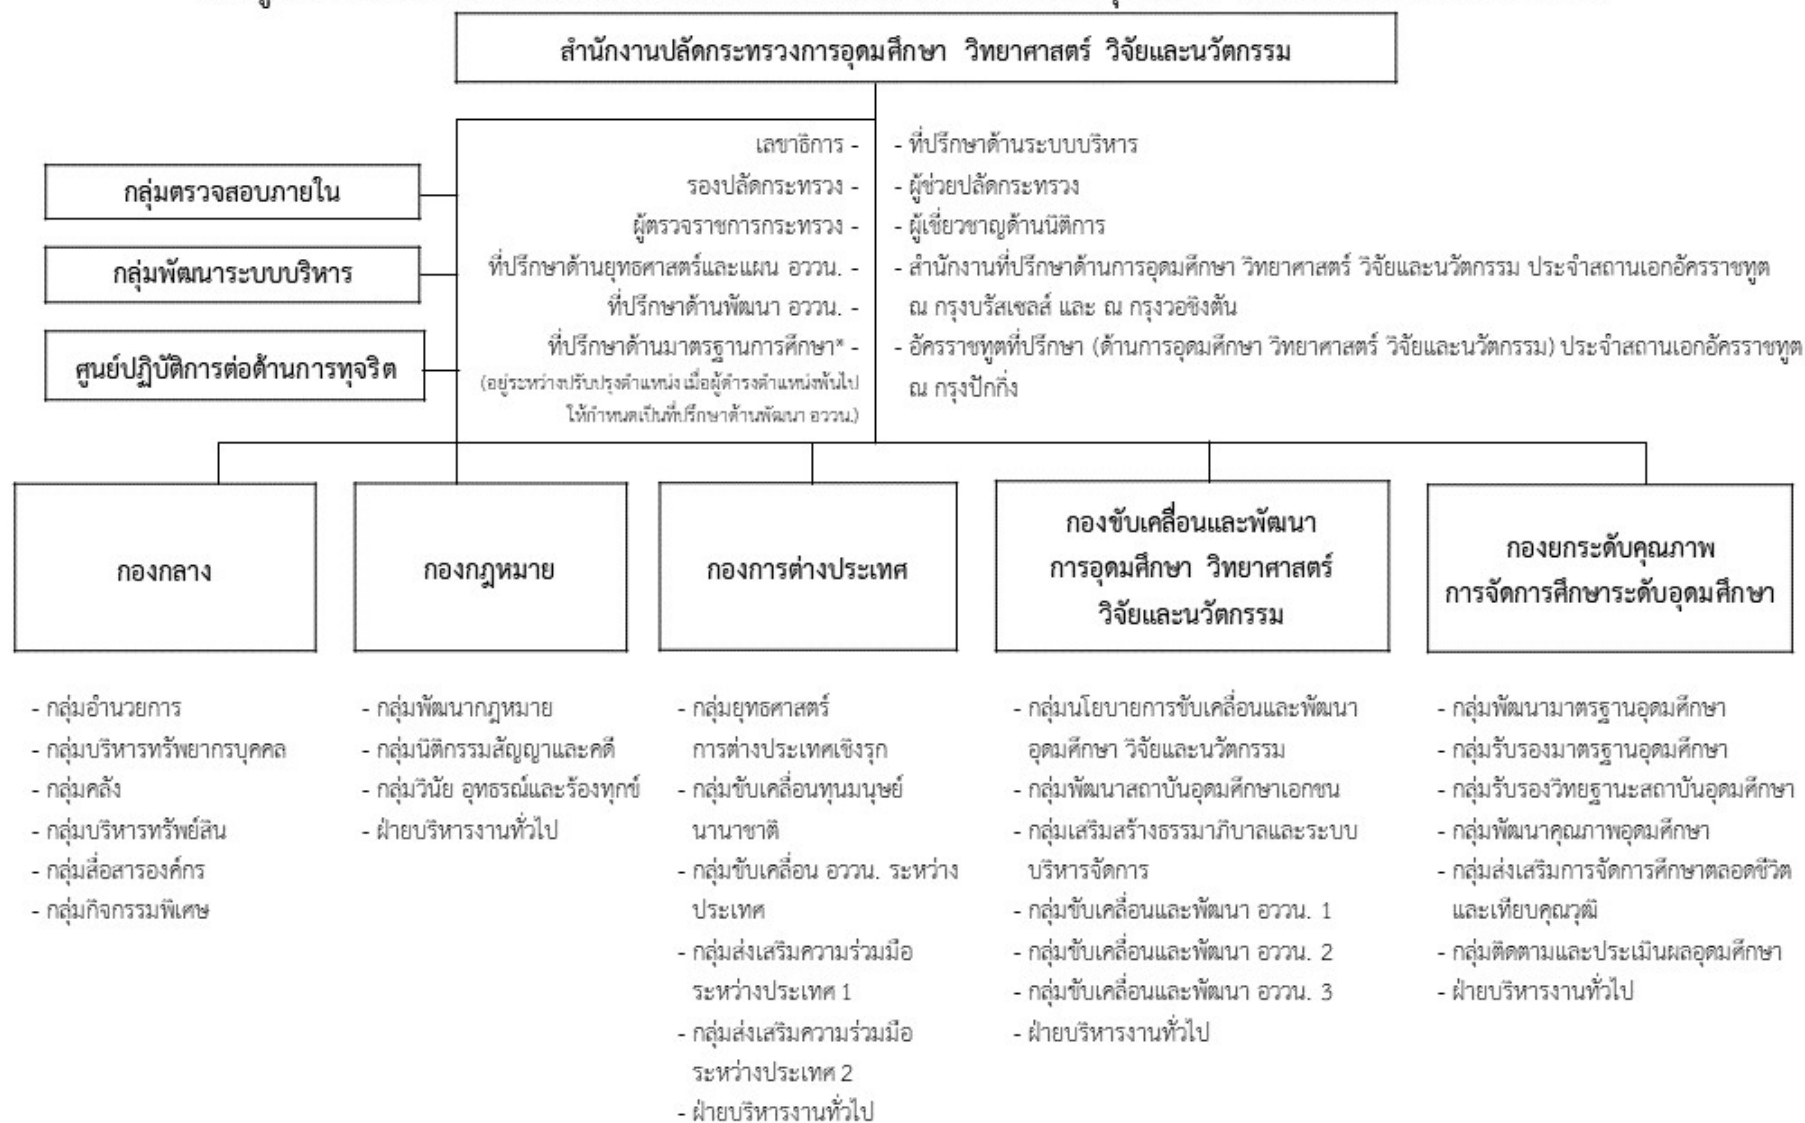 สำนักงานปลัดกระทรวงการอุดมศึกษา วิทยาศาสตร์ วิจัยและนวัตกรรม
กลุ่มตรวจสอบภายใน
กลุ่มพัฒนาระบบบริหาร
ศูนย์ปฏิบัติการต่อต้านการทุจริต
เลขาธิการ -
รองปลัดกระทรวง -
ผู้ตรวจราชการกระทรวง -
ที่ปรึกษาด้านยุทธศาสตร์และแผน อววน. -
ที่ปรึกษาด้านพัฒนา อววน. -
ที่ปรึกษาด้านมาตรฐานการศึกษา* -
(อยู่ระหว่างปรับปรุงตำแหน่ง เมื่อผู้ดำรงตำแหน่งพ้นไป
ให้กำหนดเป็นที่ปรึกษาด้านพัฒนา อววน.)
- ที่ปรึกษาด้านระบบบริหาร
- ผู้ช่วยปลัดกระทรวง
- ผู้เชี่ยวชาญด้านนิติการ
- สำนักงานที่ปรึกษาด้านการอุดมศึกษา วิทยาศาสตร์ วิจัยและนวัตกรรม ประจำสถานเอกอัครราชทูต
ณ กรุงบรัสเซลส์ และ ณ กรุงวอชิงตัน
- อัครราชทูตที่ปรึกษา (ด้านการอุดมศึกษา วิทยาศาสตร์ วิจัยและนวัตกรรม) ประจำสถานเอกอัครราชทูต
ณ กรุงปักกิ่ง
กองกลาง
- กลุ่มอำนวยการ
- กลุ่มบริหารทรัพยากรบุคคล
- กลุ่มคลัง
- กลุ่มบริหารทรัพย์สิน
- กลุ่มสื่อสารองค์กร
- กลุ่มกิจกรรมพิเศษ
กองกฎหมาย
- กลุ่มพัฒนากฎหมาย
- กลุ่มนิติกรรมสัญญาและคดี
- กลุ่มวินัย อุทธรณ์และร้องทุกข์
- ฝ่ายบริหารงานทั่วไป
กองการต่างประเทศ
- กลุ่มยุทธศาสตร์
การต่างประเทศเชิงรุก
- กลุ่มขับเคลื่อนทุนมนุษย์
นานาชาติ
- กลุ่มขับเคลื่อน อววน. ระหว่าง
ประเทศ
- กลุ่มส่งเสริมความร่วมมือ
ระหว่างประเทศ 1
- กลุ่มส่งเสริมความร่วมมือ
ระหว่างประเทศ 2
- ฝ่ายบริหารงานทั่วไป
กองขับเคลื่อนและพัฒนา
การอุดมศึกษา วิทยาศาสตร์
วิจัยและนวัตกรรม
- กลุ่มนโยบายการขับเคลื่อนและพัฒนา
อุดมศึกษา วิจัยและนวัตกรรม
- กลุ่มพัฒนาสถาบันอุดมศึกษาเอกชน
- กลุ่มเสริมสร้างธรรมาภิบาลและระบบ
บริหารจัดการ
- กลุ่มขับเคลื่อนและพัฒนา อววน. 1
- กลุ่มขับเคลื่อนและพัฒนา อววน. 2
- กลุ่มขับเคลื่อนและพัฒนา อววน. 3
- ฝ่ายบริหารงานทั่วไป
กองยกระดับคุณภาพ
การจัดการศึกษาระดับอุดมศึกษา
- กลุ่มพัฒนามาตรฐานอุดมศึกษา
- กลุ่มรับรองมาตรฐานอุดมศึกษา
- กลุ่มรับรองวิทยฐานะสถาบันอุดมศึกษา
- กลุ่มพัฒนาคุณภาพอุดมศึกษา
- กลุ่มส่งเสริมการจัดการศึกษาตลอดชีวิต
และเทียบคุณวุฒิ
- กลุ่มติดตามและประเมินผลอุดมศึกษา
- ฝ่ายบริหารงานทั่วไป